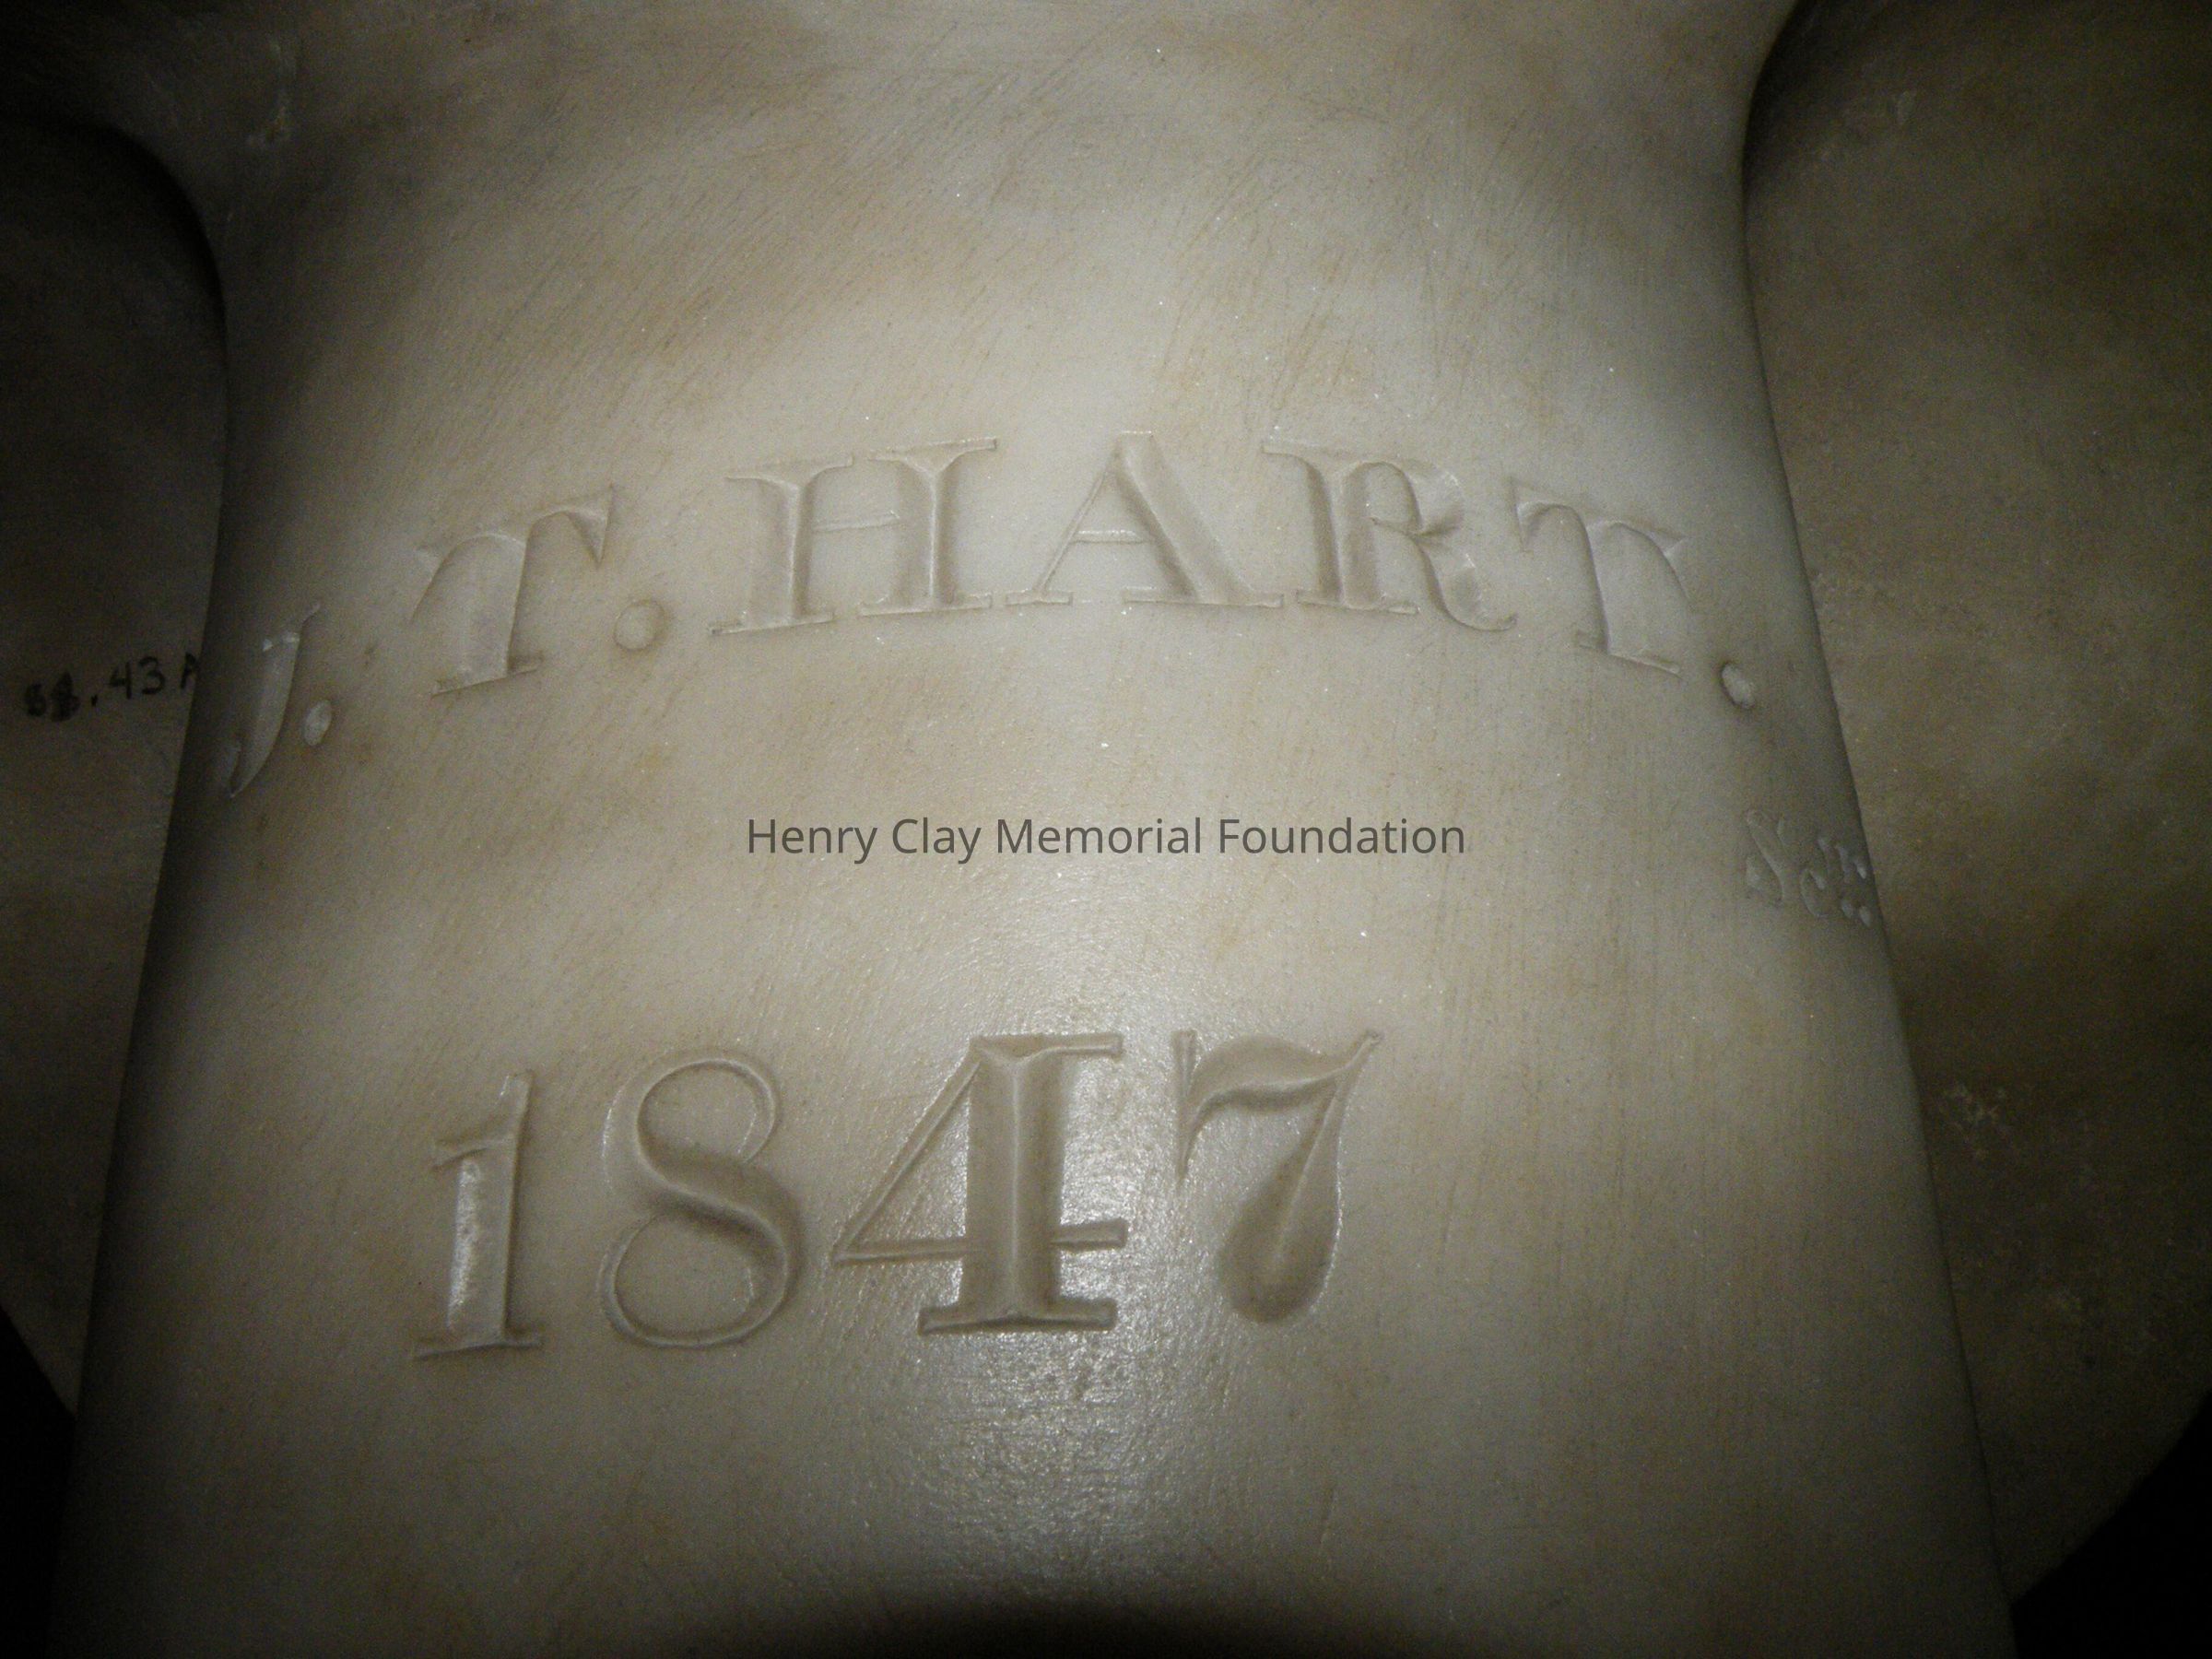 J. T. HART.
Henry Clay Memorial Foundation
1847